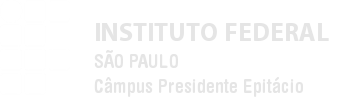 INSTITUTO FEDERAL
SÃO PAULO
Câmpus Presidente Epitácio